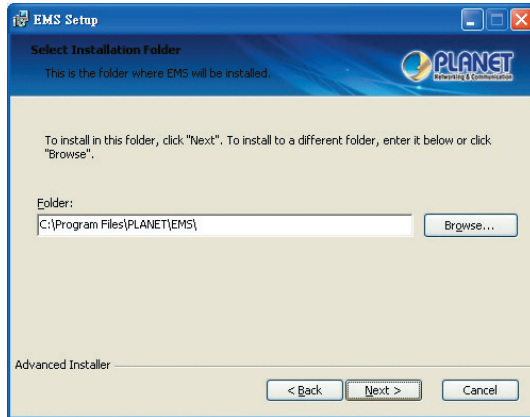 EMS Setup
Select Installation Folder
This is the folder where EMS will be installed.
PLANET
Networking & Communication
To install in this folder, click "Next". To install to a different folder, enter it below or click
"Browse".
Folder:
C:\Program Files\PLANET\EMS\
Browse...
Advanced Installer
< Back
Next >
Cancel